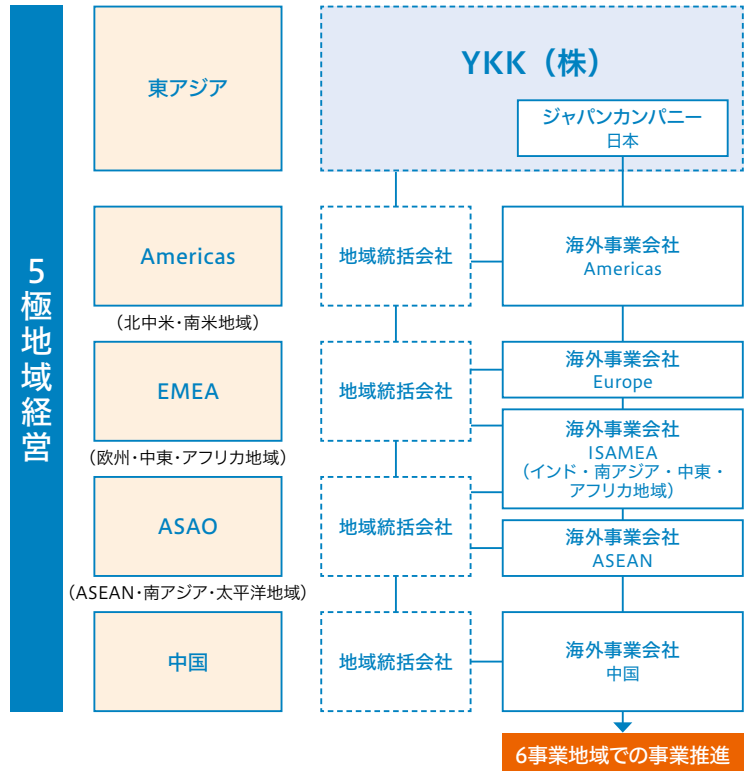 5極地域経営
東アジア
YKK（株）
ジャパンカンパニー
日本
Americas
（北中米・南米地域）
地域統括会社
海外事業会社
Americas
EMEA
（欧州・中東・アフリカ地域）
地域統括会社
海外事業会社
Europe
海外事業会社
ISAMEA
（インド・南アジア・中東・
アフリカ地域）
ASAO
（ASEAN・南アジア・太平洋地域）
地域統括会社
海外事業会社
ASEAN
中国
地域統括会社
海外事業会社
中国
6事業地域での事業推進